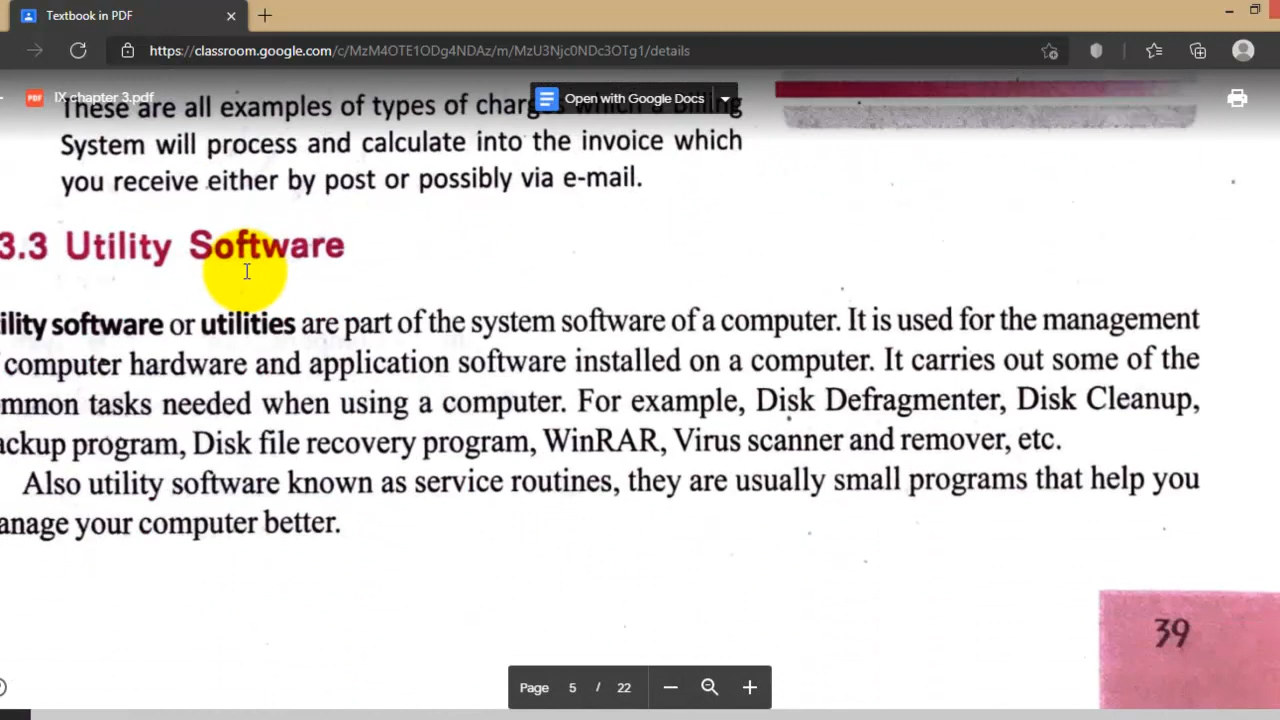 Textbook in PDF
https://classroom.google.com/c/MzM4OTE1ODg4NDAz/m/MzU3Njc0NDc3OTg1/details
IX chapter 3.pdf
Open with Google Docs
These are all examples of types of charges which a Billing
System will process and calculate into the invoice which
you receive either by post or possibly via e-mail.
3.3 Utility Software
ility software or utilities are part of the system software of a computer. It is used for the management
computer hardware and application software installed on a computer. It carries out some of the
mmon tasks needed when using a computer. For example, Disk Defragmenter, Disk Cleanup,
ackup program, Disk file recovery program, WinRAR, Virus scanner and remover, etc.
Also utility software known as service routines, they are usually small programs that help you
anage your computer better.
39
Page 5 / 22